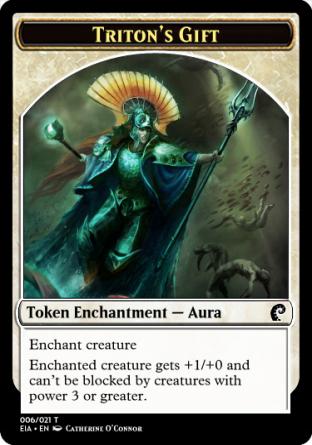 Triton's Gift
Token Enchantment — Aura
Enchant creature
Enchanted creature gets +1/+0 and
can't be blocked by creatures with
power 3 or greater.
006/021 T
EIA • EN Catherine O'Connor